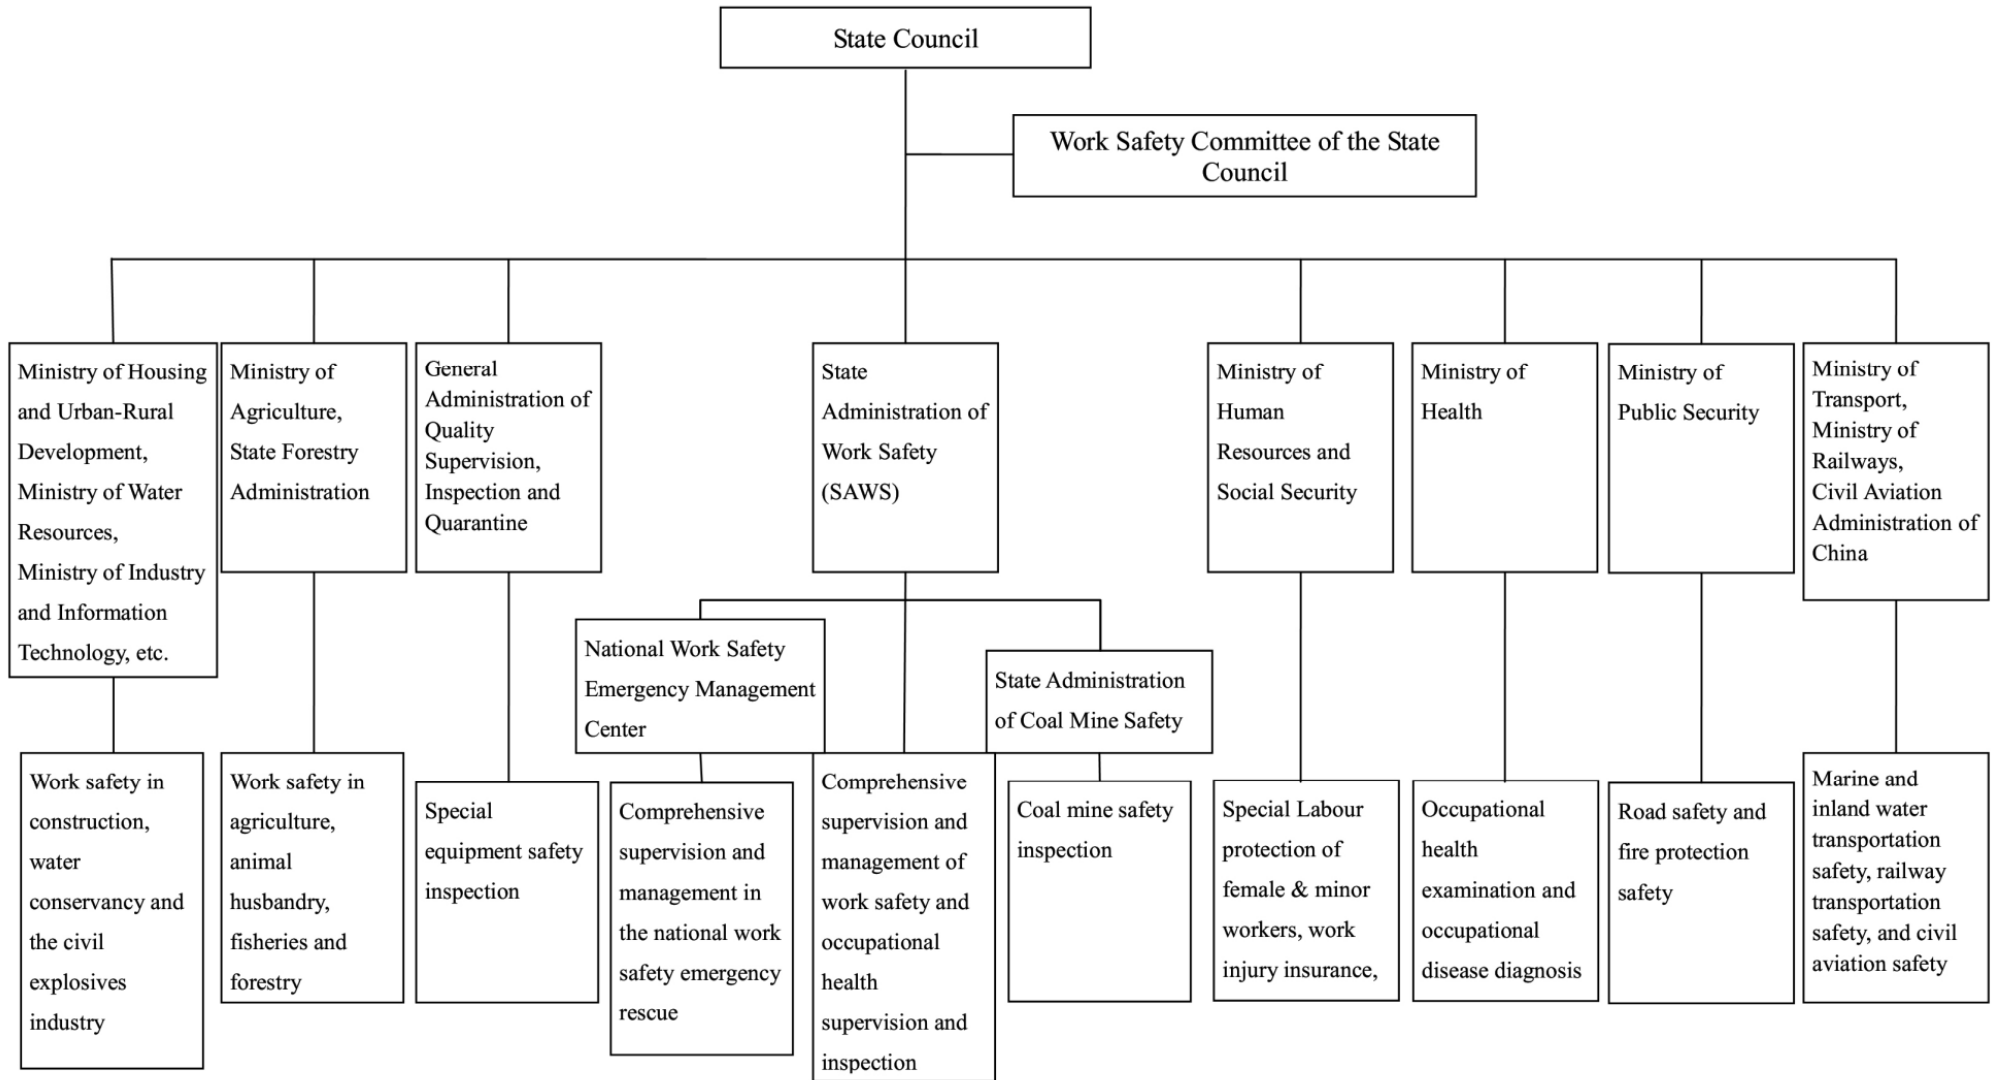 State Council
Work Safety Committee of the State
Council
Ministry of Housing
and Urban-Rural
Development,
Ministry of Water
Resources,
Ministry of Industry
and Information
Technology, etc.
Ministry of
Agriculture,
State Forestry
Administration
General
Administration of
Quality
Supervision,
Inspection and
Quarantine
State
Administration of
Work Safety
(SAWS)
Ministry of
Human
Resources and
Social Security
Ministry of
Health
Ministry of
Public Security
Ministry of
Transport,
Ministry of
Railways,
Civil Aviation
Administration of
China
National Work Safety
Emergency Management
Center
State Administration
of Coal Mine Safety
Work safety in
construction,
water
conservancy and
the civil
explosives
industry
Work safety in
agriculture,
animal
husbandry,
fisheries and
forestry
Special
equipment safety
inspection
Comprehensive
supervision and
management in
the national work
safety emergency
rescue
Comprehensive
supervision and
management of
work safety and
occupational
health
supervision and
inspection
Coal mine safety
inspection
Special Labour
protection of
female & minor
workers, work
injury insurance,
Occupational
health
examination and
occupational
disease diagnosis
Road safety and
fire protection
safety
Marine and
inland water
transportation
safety, railway
transportation
safety, and civil
aviation safety